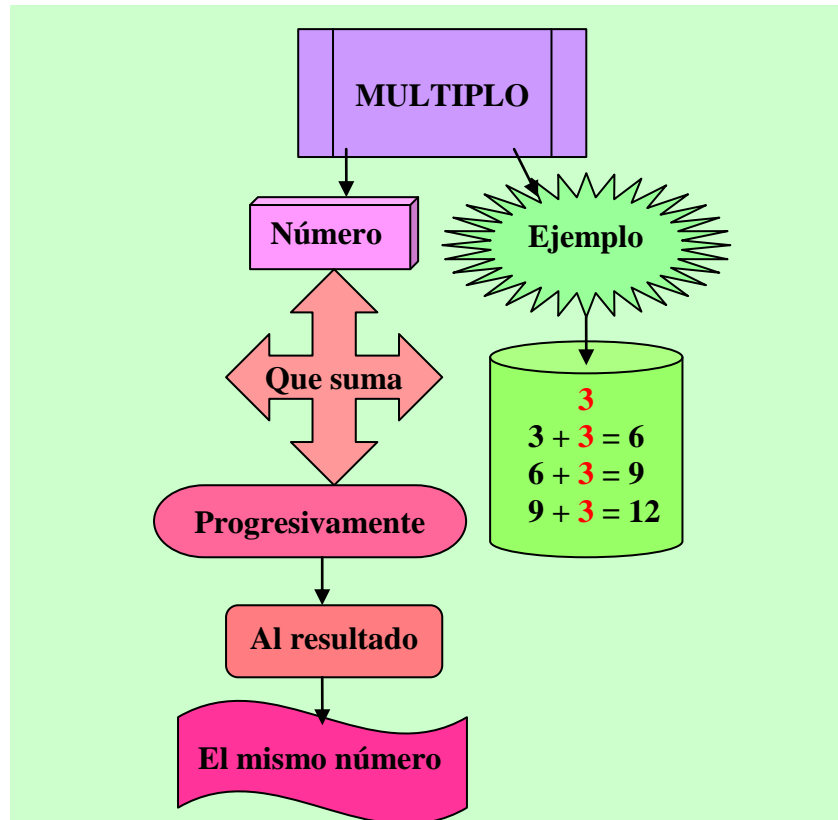 MULTIPLO
Número
Ejemplo
Que suma
3
3 + 3 = 6
6 + 3 = 9
9 + 3 = 12
Progresivamente
Al resultado
El mismo número